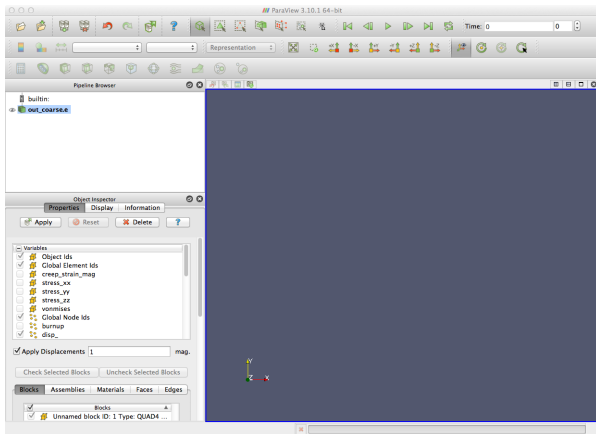 ParaView 3.10.1 64-bit
Time: 0
0
Representation
Pipeline Browser
builtin:
out_coarse.e
Object Inspector
Properties Display Information
Apply Reset Delete ?
Variables
Object Ids
Global Element Ids
creep_strain_mag
stress_xx
stress_yy
stress_zz
vonmises
Global Node Ids
burnup
disp_
Apply Displacements 1 mag.
Check Selected Blocks Uncheck Selected Blocks
Blocks Assemblies Materials Faces Edges
Blocks
Unnamed block ID: 1 Type: QUAD4 ...
Y
Z X